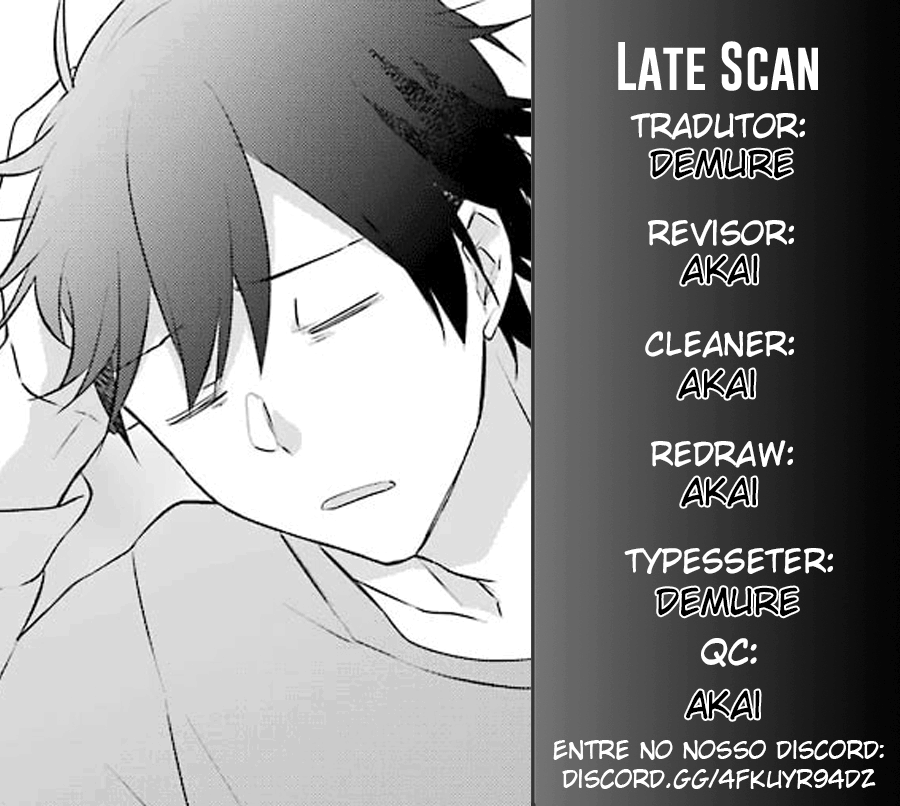 LATE SCAN
TRADUTOR:
DEMURE
REVISOR:
AKAI
CLEANER:
AKAI
REDRAW:
AKAI
TYPESSETER:
DEMURE
QC:
AKAI
ENTRE NO NOSSO DISCORD:
DISCORD.GG/4FKUYR94DZ